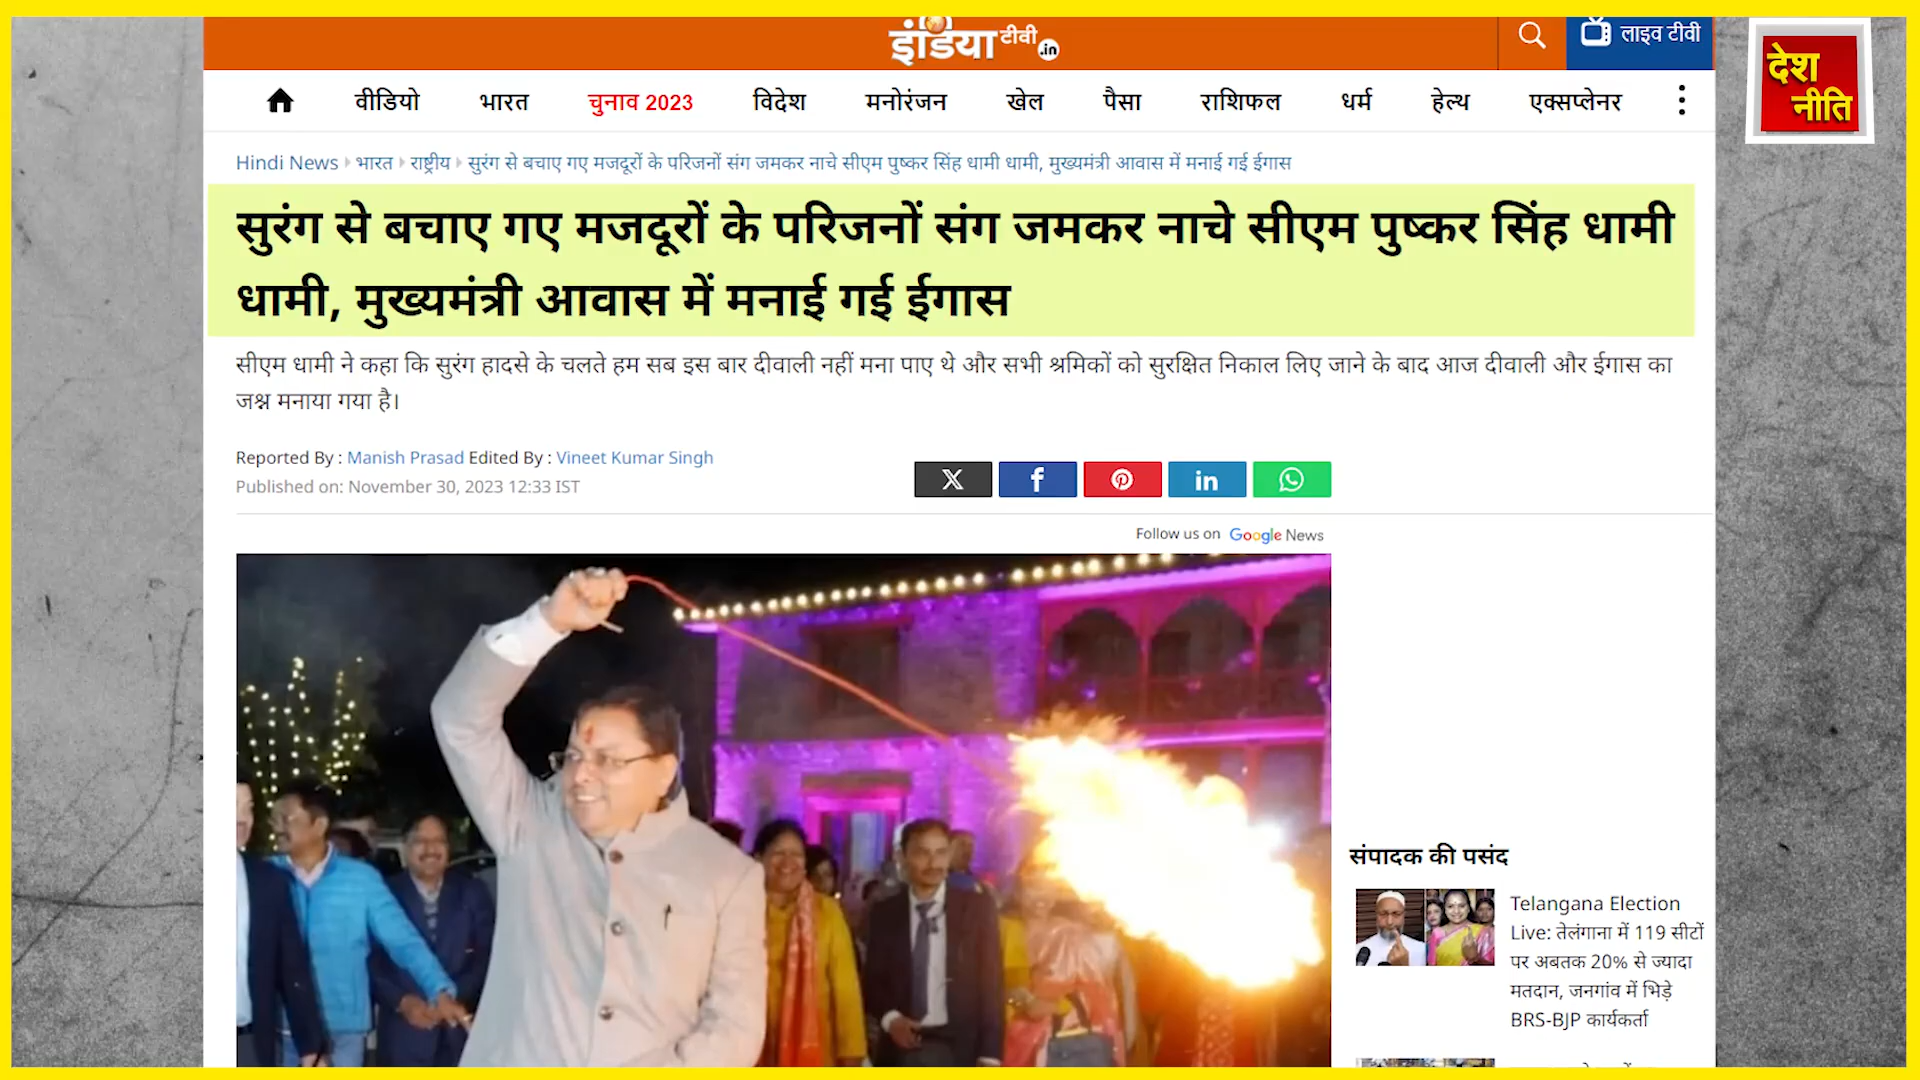 इंडिया टीवी.in
लाइव टीवी
देश
नीति
वीडियो भारत चुनाव 2023 विदेश मनोरंजन खेल पैसा राशिफल धर्म हेल्थ एक्सप्लेनर
Hindi News भारत राष्ट्रीय सुरंग से बचाए गए मजदूरों के परिजनों संग जमकर नाचे सीएम पुष्कर सिंह धामी धामी, मुख्यमंत्री आवास में मनाई गई ईगास
सुरंग से बचाए गए मजदूरों के परिजनों संग जमकर नाचे सीएम पुष्कर सिंह धामी
धामी, मुख्यमंत्री आवास में मनाई गई ईगास
सीएम धामी ने कहा कि सुरंग हादसे के चलते हम सब इस बार दीवाली नहीं मना पाए थे और सभी श्रमिकों को सुरक्षित निकाल लिए जाने के बाद आज दीवाली और ईगास का
जश्न मनाया गया है।
Reported By : Manish Prasad Edited By : Vineet Kumar Singh
Published on: November 30, 2023 12:33 IST
Follow us on Google News
संपादक की पसंद
Telangana Election
Live: तेलंगाना में 119 सीटों
पर अबतक 20% से ज्यादा
मतदान, जनगांव में भिड़े
BRS-BJP कार्यकर्ता